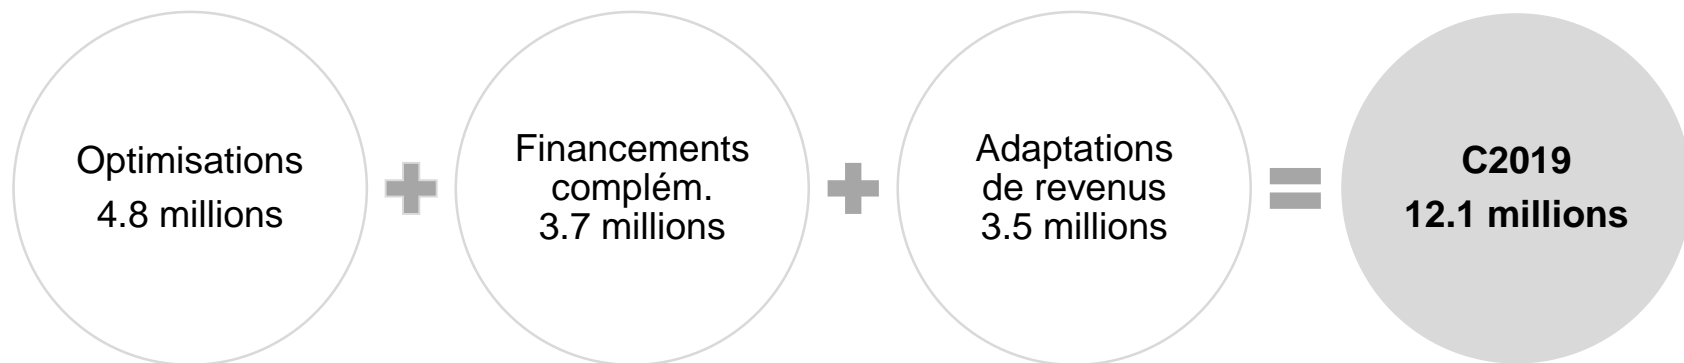 Optimisations
4.8 millions
Financements
complém.
3.7 millions
Adaptations
de revenus
3.5 millions
C2019
12.1 millions